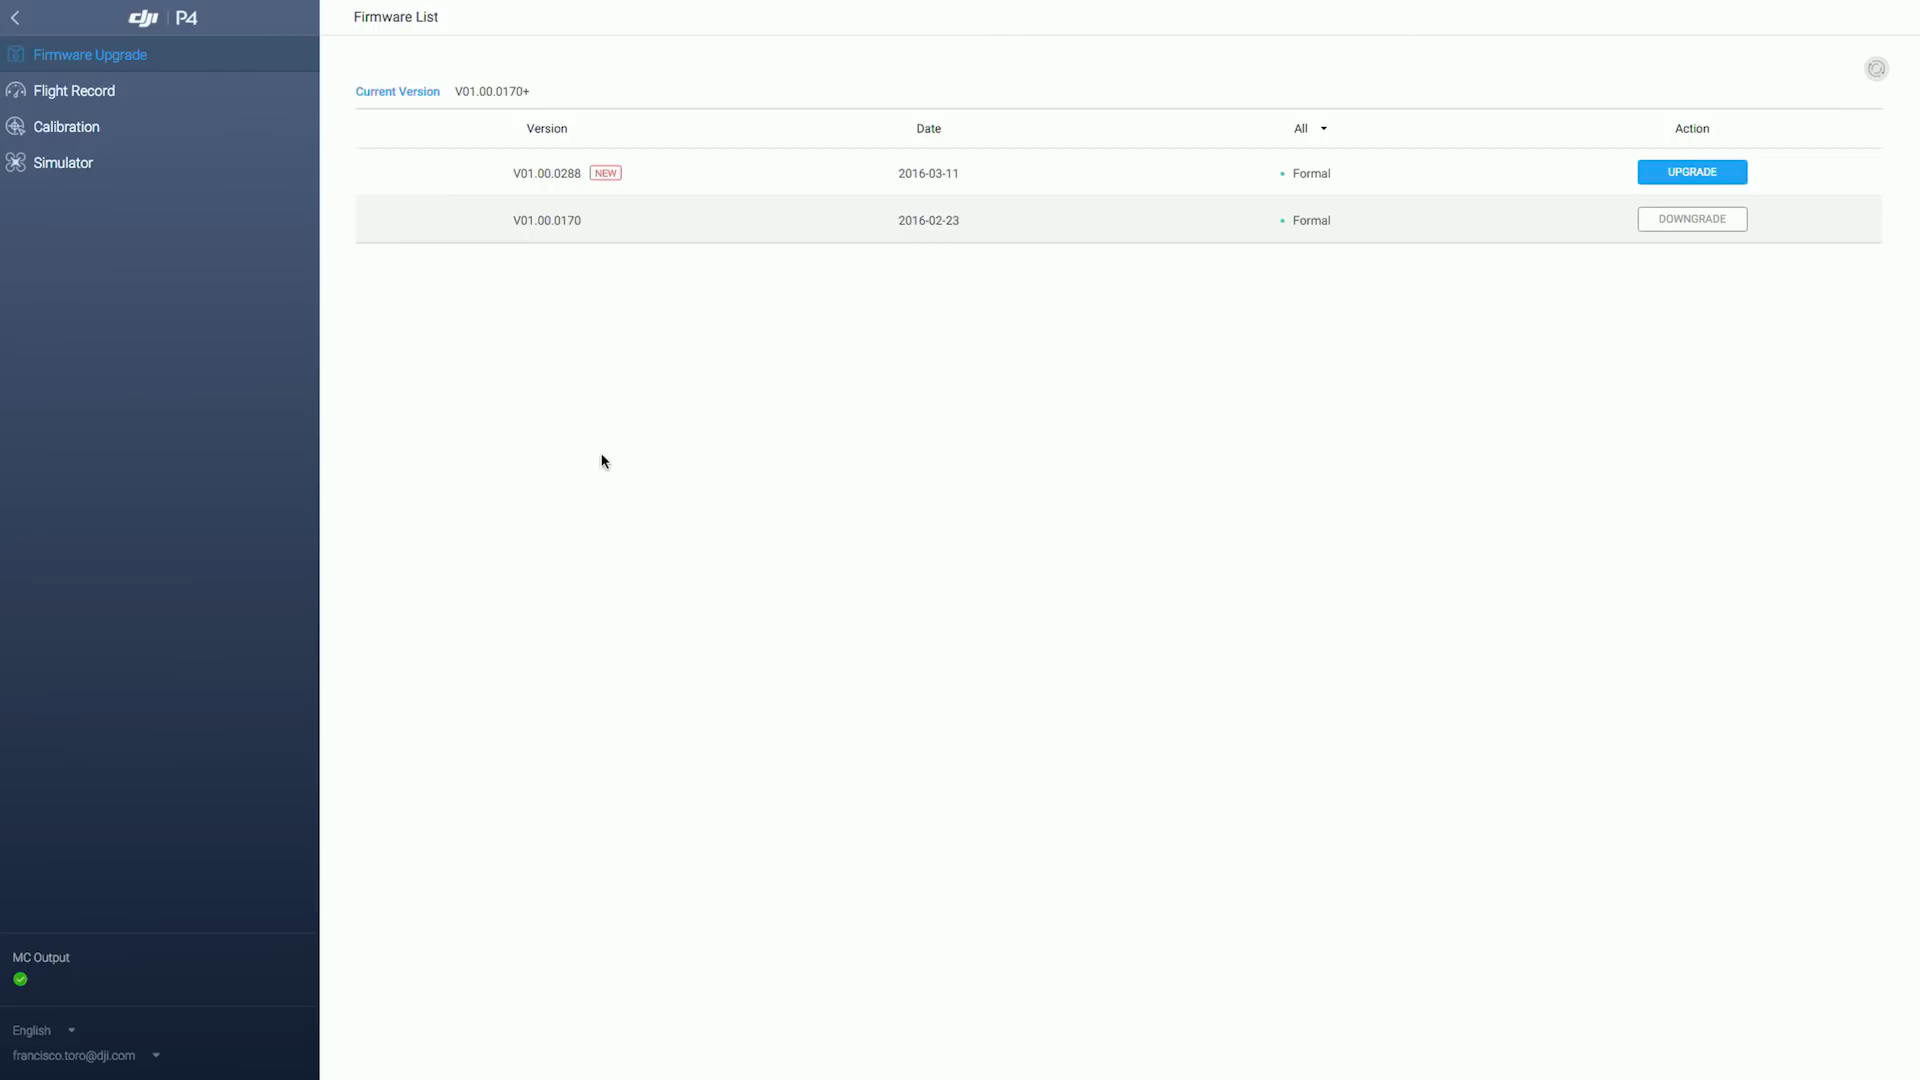 dji P4
Firmware Upgrade
Flight Record
Calibration
Simulator
MC Output
English
francisco.toro@dji.com
Firmware List
Current Version V01.00.0170+
Version Date All Action
V01.00.0288 NEW 2016-03-11 Formal UPGRADE
V01.00.0170 2016-02-23 Formal DOWNGRADE